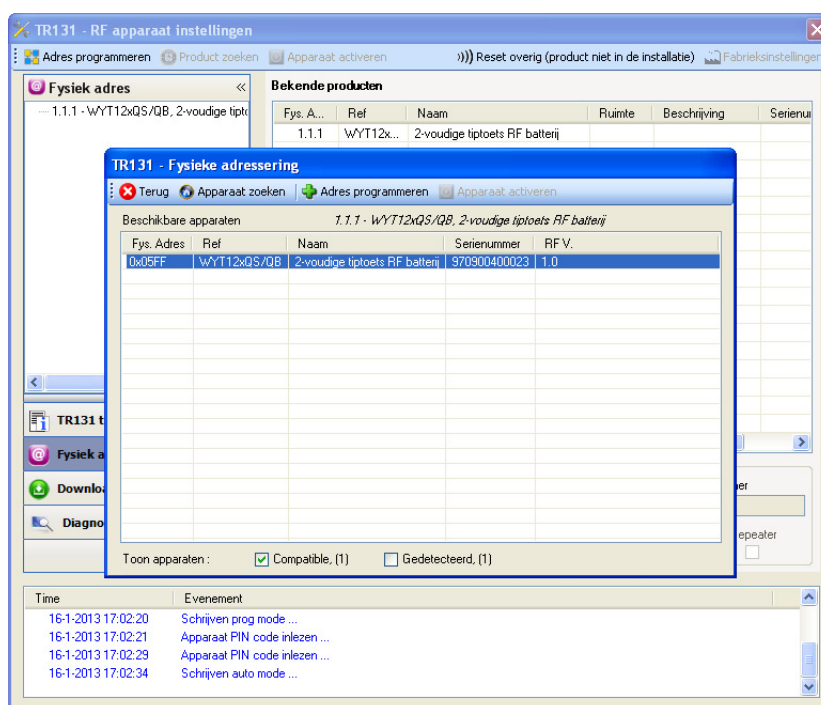 TR131 - RF apparaat instellingen
Adres programmeren Product zoeken Apparaat activeren Reset overig (product niet in de installatie) Fabrieksinstellingen
Fysiek adres
Bekende producten
1.1.1 - WYT12xQS/QB, 2-voudige tipto
Fys. A... Ref Naam Ruimte Beschrijving Serienu
1.1.1 WYT12x... 2-voudige tiptoets RF batterij
TR131 - Fysieke adressering
Terug Apparaat zoeken Adres programmeren Apparaat activeren
Beschikbare apparaten 1.1.1 - WYT12xQS/QB, 2-voudige tiptoets RF batterij
Fys. Adres Ref Naam Serienummer RF V.
0x05FF WYT12xQS/QB 2-voudige tiptoets RF batterij 970900400023 1.0
TR131 t
Fysiek a
Downloa
Diagno
er
epeater
Toon apparaten : Compatible, (1) Gedetecteerd, (1)
Time Evenement
16-1-2013 17:02:20 Schrijven prog mode ...
16-1-2013 17:02:21 Apparaat PIN code inlezen ...
16-1-2013 17:02:29 Apparaat PIN code inlezen ...
16-1-2013 17:02:34 Schrijven auto mode ...